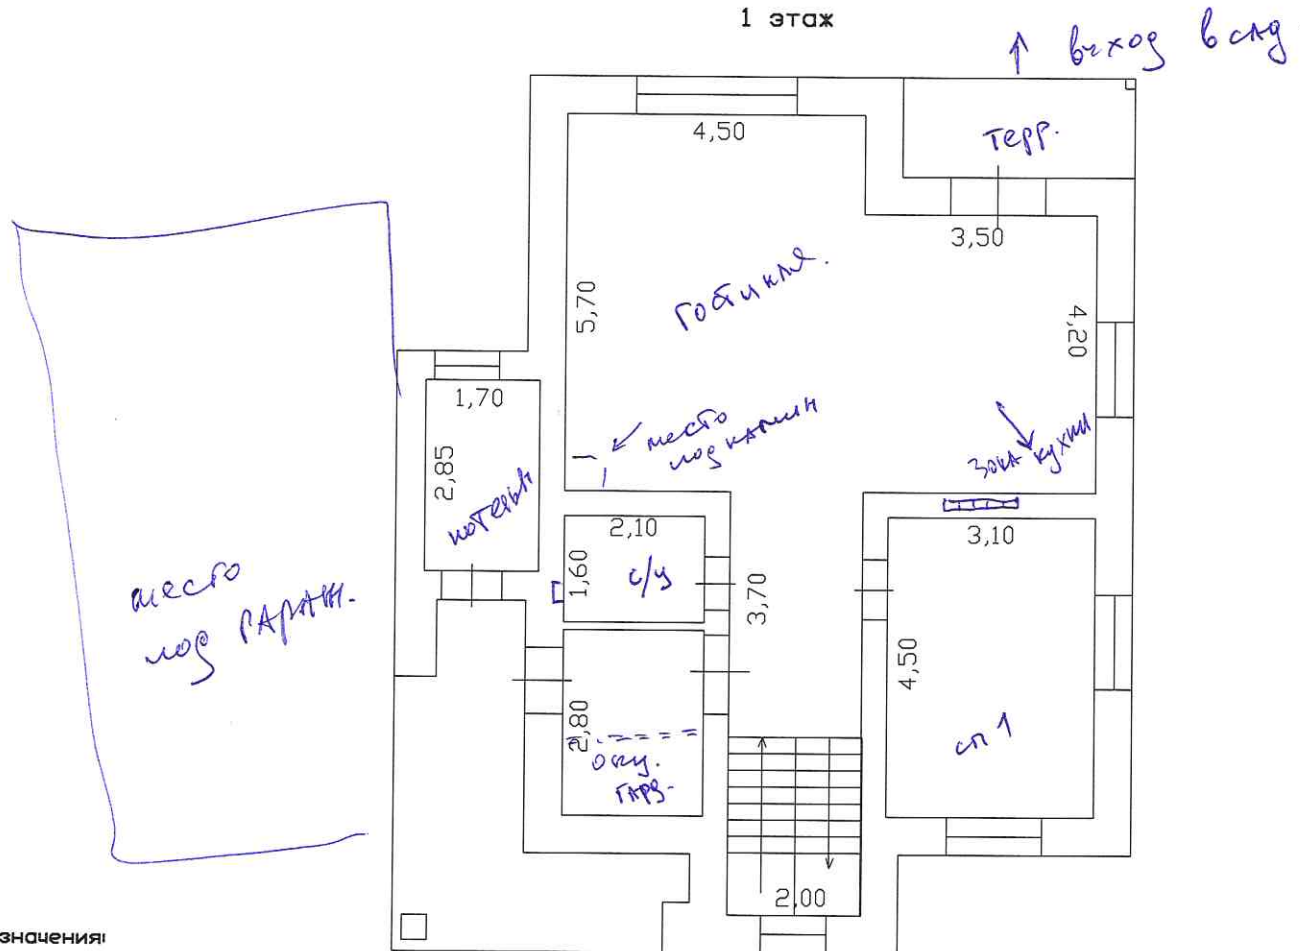 1 этаж
↑ выход в сад
4,50
терр.
3,50
гостиная.
5,70
4,20
1,70
место
под камин
2,85
зона кухни
котельн
2,10
3,10
1,60
с/у
3,70
место
под гараж.
4,50
2,80
сп 1
гард.
2,00
значения: